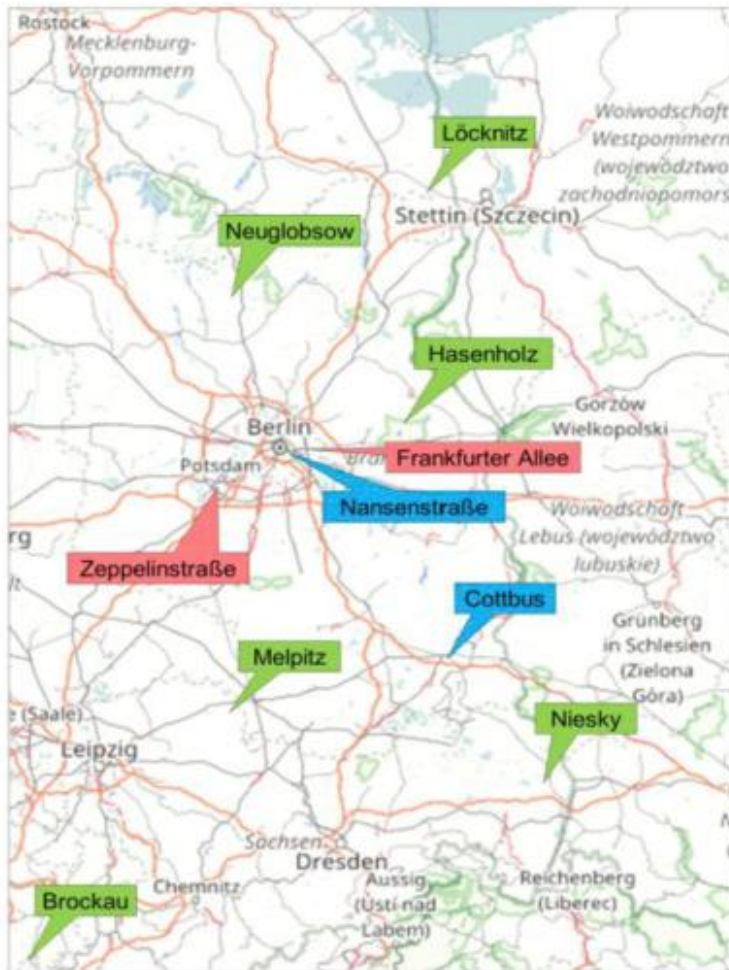 Rostock
Mecklenburg-
Vorpommern
Löcknitz
Woiwodschaft
Westpommern
(województwo
zachodniopomors
Stettin (Szczecin)
Neuglobsow
Hasenholz
Gorzów
Wielkopolski
Berlin
Potsdam
Bra
Frankfurter Allee
Nansenstraße
Woiwodschaft
Lebus (województwo
lubuskie)
rg
Zeppelinstraße
lt
Cottbus
Grünberg
in Schlesien
(Zielona
Góra)
Melpitz
e (Saale)
Niesky
Leipzig
Sachsen
Dresden
Chemnitz
Aussig
(Ústí nad
Labem)
Reichenberg
(Liberec)
Brockau